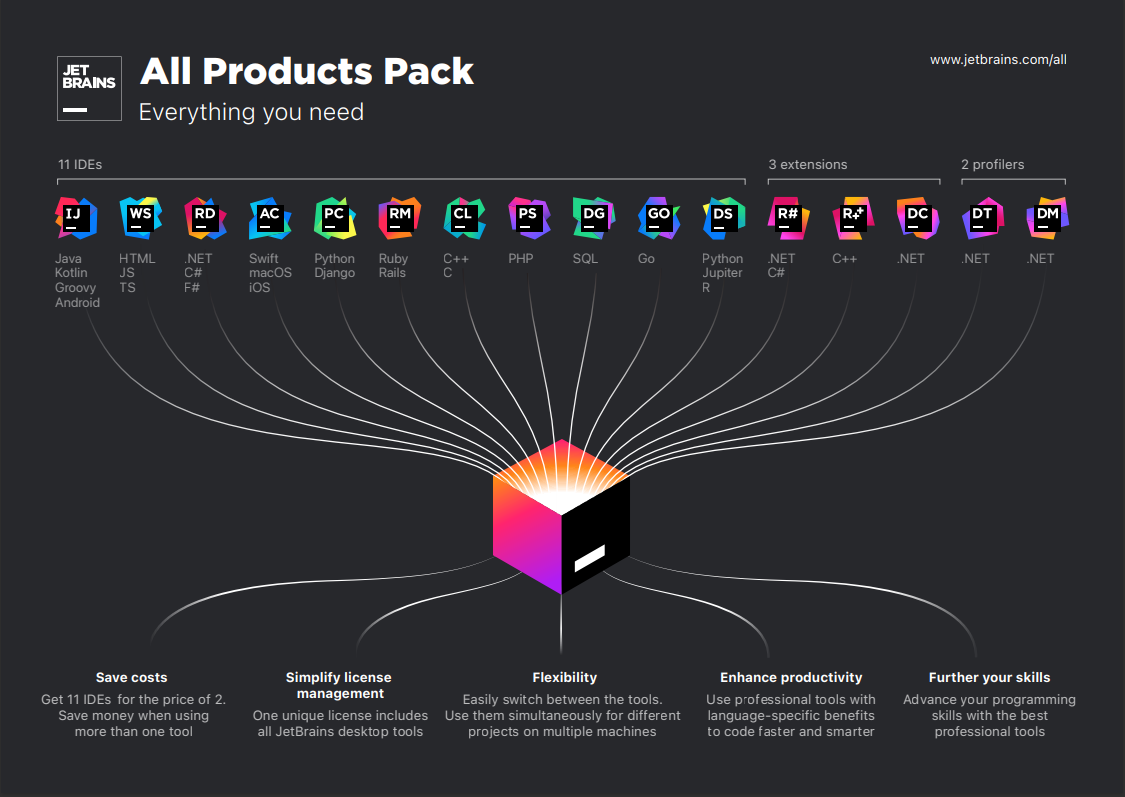 JET
BRAINS
All Products Pack
Everything you need
www.jetbrains.com/all
11 IDEs
3 extensions
2 profilers
IJ
WS
RD
AC
PC
RM
CL
PS
DG
GO
DS
R#
R++
DC
DT
DM
Java
Kotlin
Groovy
Android
HTML
JS
TS
.NET
C#
F#
Swift
macOS
iOS
Python
Django
Ruby
Rails
C++
C
PHP
SQL
Go
Python
Jupiter
R
.NET
C#
C++
.NET
.NET
.NET
Save costs
Get 11 IDEs for the price of 2.
Save money when using
more than one tool
Simplify license
management
One unique license includes
all JetBrains desktop tools
Flexibility
Easily switch between the tools.
Use them simultaneously for different
projects on multiple machines
Enhance productivity
Use professional tools with
language-specific benefits
to code faster and smarter
Further your skills
Advance your programming
skills with the best
professional tools